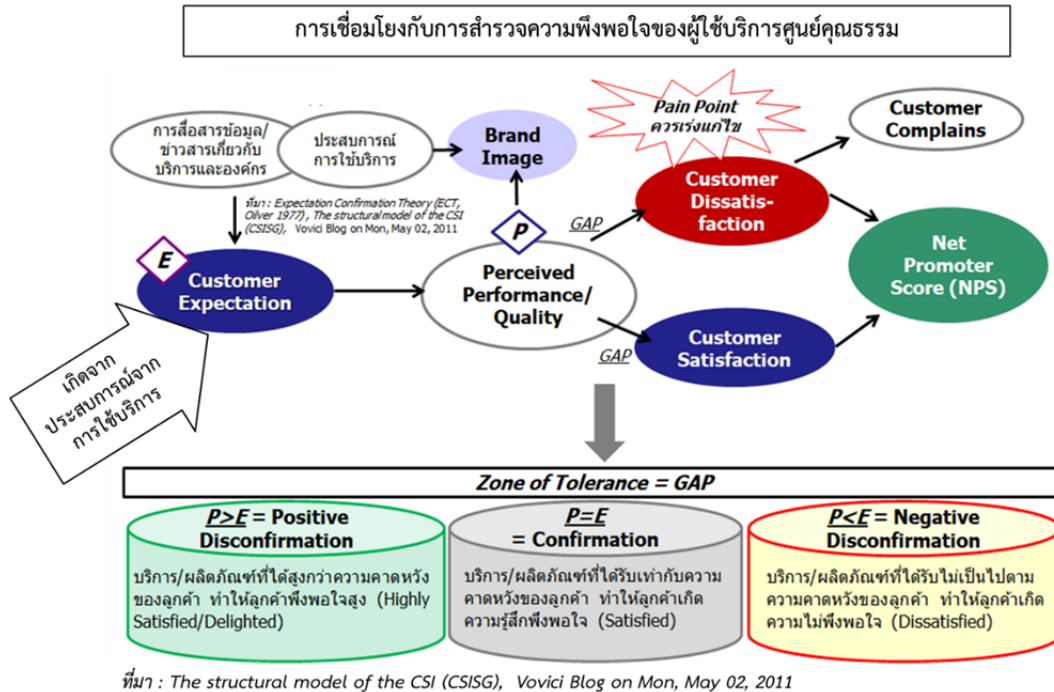 การเชื่อมโยงกับการสำรวจความพึงพอใจของผู้ใช้บริการศูนย์คุณธรรม
การสื่อสารข้อมูล/
ข่าวสารเกี่ยวกับ
บริการและองค์กร
ประสบการณ์
การใช้บริการ
Brand
Image
Pain Point
ควรเร่งแก้ไข
Customer
Complains
ที่มา : Expectation Confirmation Theory (ECT,
Oliver 1977) , The structural model of the CSI
(CSISG), Vovici Blog on Mon, May 02, 2011
Customer
Dissatis-
faction
E
Customer
Expectation
P
Perceived
Performance/
Quality
GAP
GAP
Customer
Satisfaction
Net
Promoter
Score (NPS)
เกิดจาก
ประสบการณ์จาก
การใช้บริการ
Zone of Tolerance = GAP
P>E = Positive
Disconfirmation
บริการ/ผลิตภัณฑ์ที่ได้สูงกว่าความคาดหวัง
ของลูกค้า ทำให้ลูกค้าพึงพอใจสูง (Highly
Satisfied/Delighted)
P=E
= Confirmation
บริการ/ผลิตภัณฑ์ที่ได้รับเท่ากับความ
คาดหวังของลูกค้า ทำให้ลูกค้าเกิด
ความรู้สึกพึงพอใจ (Satisfied)
P<E = Negative
Disconfirmation
บริการ/ผลิตภัณฑ์ที่ได้รับไม่เป็นไปตาม
ความคาดหวังของลูกค้า ทำให้ลูกค้าเกิด
ความไม่พึงพอใจ (Dissatisfied)
ที่มา : The structural model of the CSI (CSISG), Vovici Blog on Mon, May 02, 2011